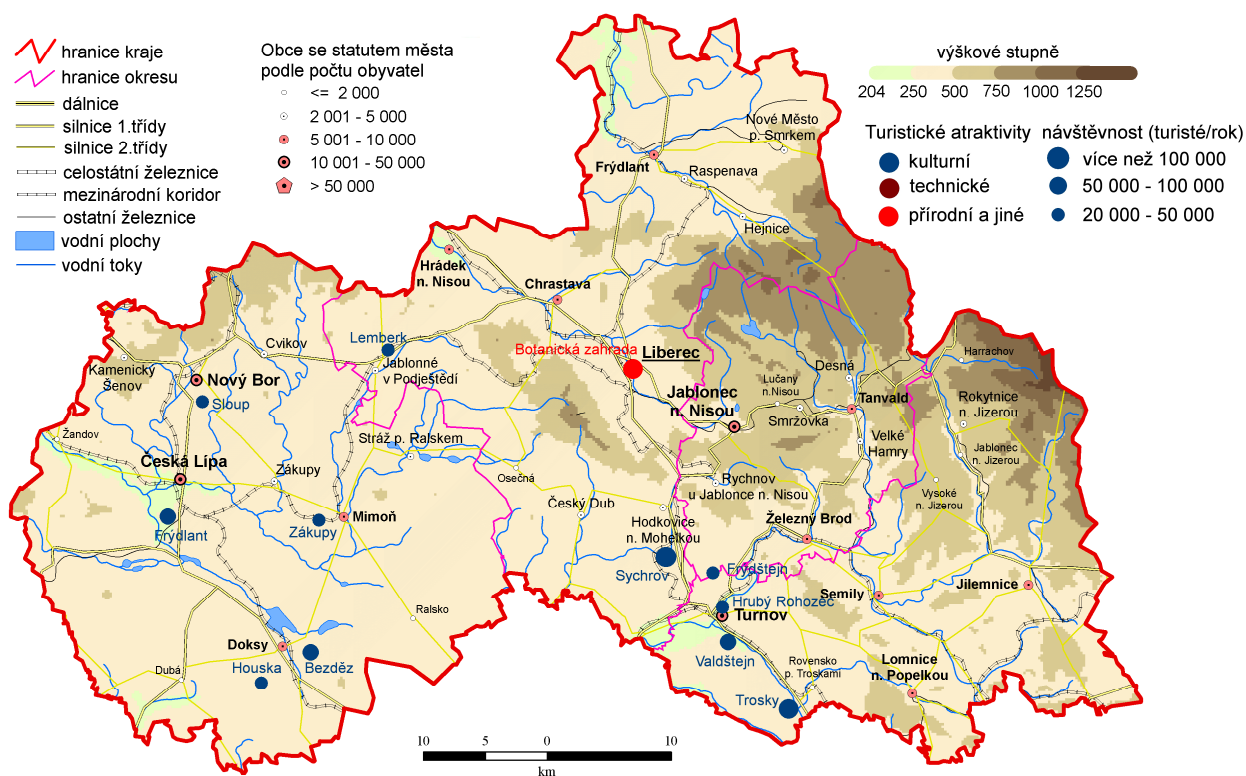 hranice kraje
hranice okresu
dálnice
silnice 1.třídy
silnice 2.třídy
celostátní železnice
mezinárodní koridor
ostatní železnice
vodní plochy
vodní toky
Obce se statutem města
podle počtu obyvatel
<= 2 000
2 001 - 5 000
5 001 - 10 000
10 001 - 50 000
> 50 000
výškové stupně
204 250 500 750 1000 1250
Turistické atraktivity
kulturní
technické
přírodní a jiné
návštěvnost (turisté/rok)
více než 100 000
50 000 - 100 000
20 000 - 50 000
Nové Město
p. Smrkem
Frýdlant
Raspenava
Hejnice
Hrádek
n. Nisou
Chrastava
Lemberk
Cvikov
Jablonné
v Podještědí
Kamenický
Šenov
Nový Bor
Sloup
Botanická zahrada
Liberec
Harrachov
Desná
Lučany
n.Nisou
Tanvald
Jablonec
n. Nisou
Smržovka
Rokytnice
n. Jizerou
Žandov
Stráž p. Ralskem
Velké
Hamry
Jablonec
n. Jizerou
Česká Lípa
Zákupy
Osečná
Rychnov
u Jablonce n. Nisou
Vysoké
n. Jizerou
Český Dub
Mimoň
Zákupy
Frýdlant
Hodkovice
n. Mohelkou
Železný Brod
Sychrov
Frýdštejn
Jilemnice
Semily
Hrubý Rohozec
Turnov
Ralsko
Doksy
Bezděz
Houska
Dubá
Valdštejn
Rovensko
p. Troskami
Lomnice
n. Popelkou
Trosky
10 5 0 10
km